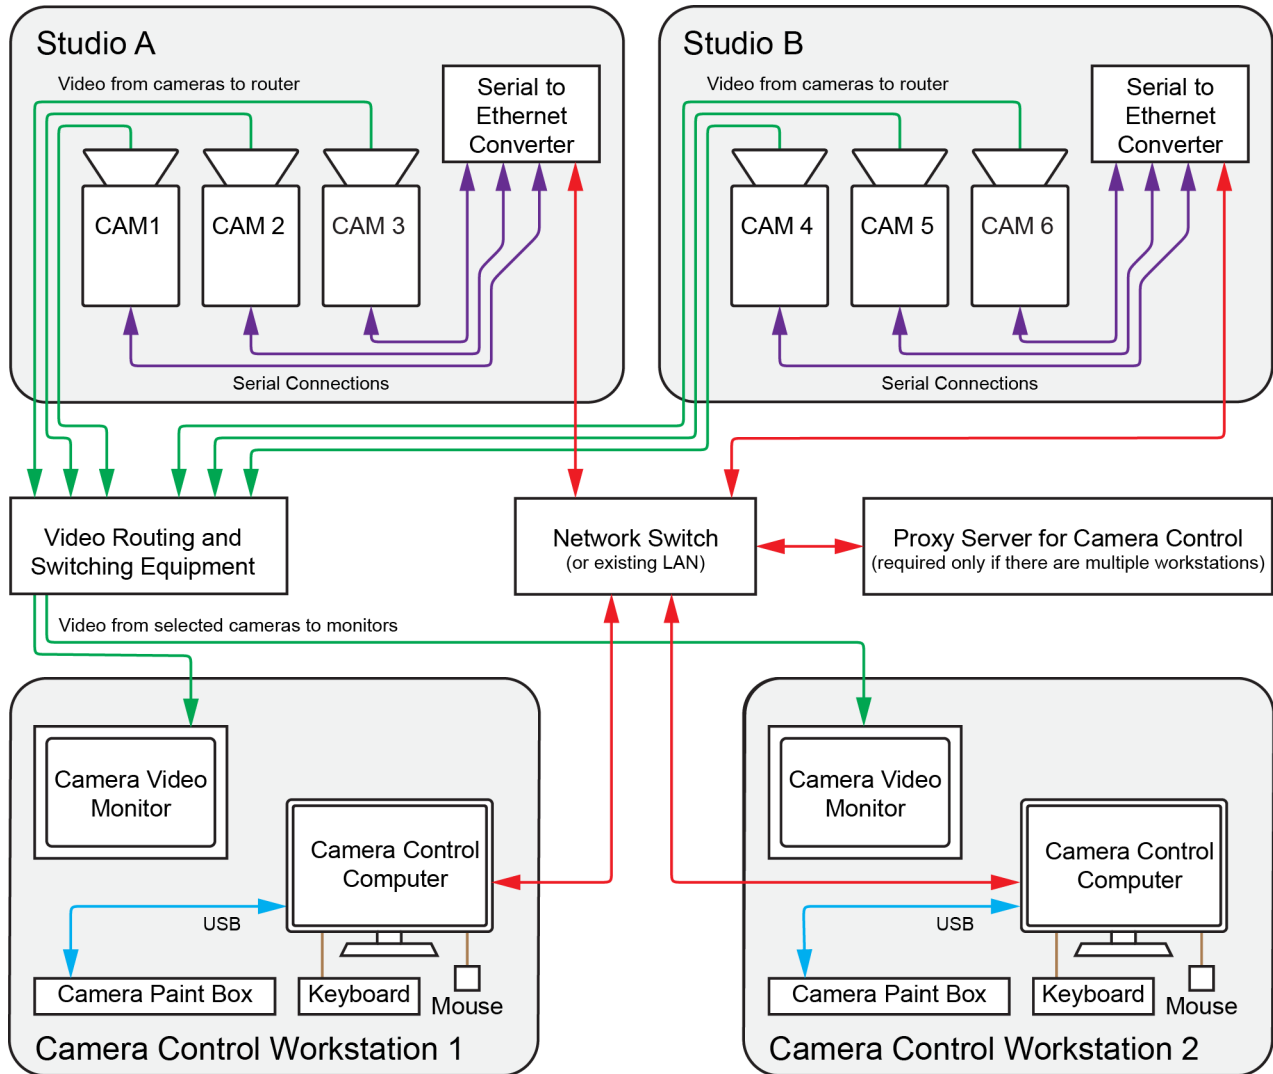 Studio A
Video from cameras to router
Serial to
Ethernet
Converter
CAM1
CAM 2
CAM 3
Serial Connections
Studio B
Video from cameras to router
Serial to
Ethernet
Converter
CAM 4
CAM 5
CAM 6
Serial Connections
Video Routing and
Switching Equipment
Network Switch
(or existing LAN)
Proxy Server for Camera Control
(required only if there are multiple workstations)
Video from selected cameras to monitors
Camera Video
Monitor
Camera Control
Computer
USB
Camera Paint Box
Keyboard
Mouse
Camera Control Workstation 1
Camera Video
Monitor
Camera Control
Computer
USB
Camera Paint Box
Keyboard
Mouse
Camera Control Workstation 2